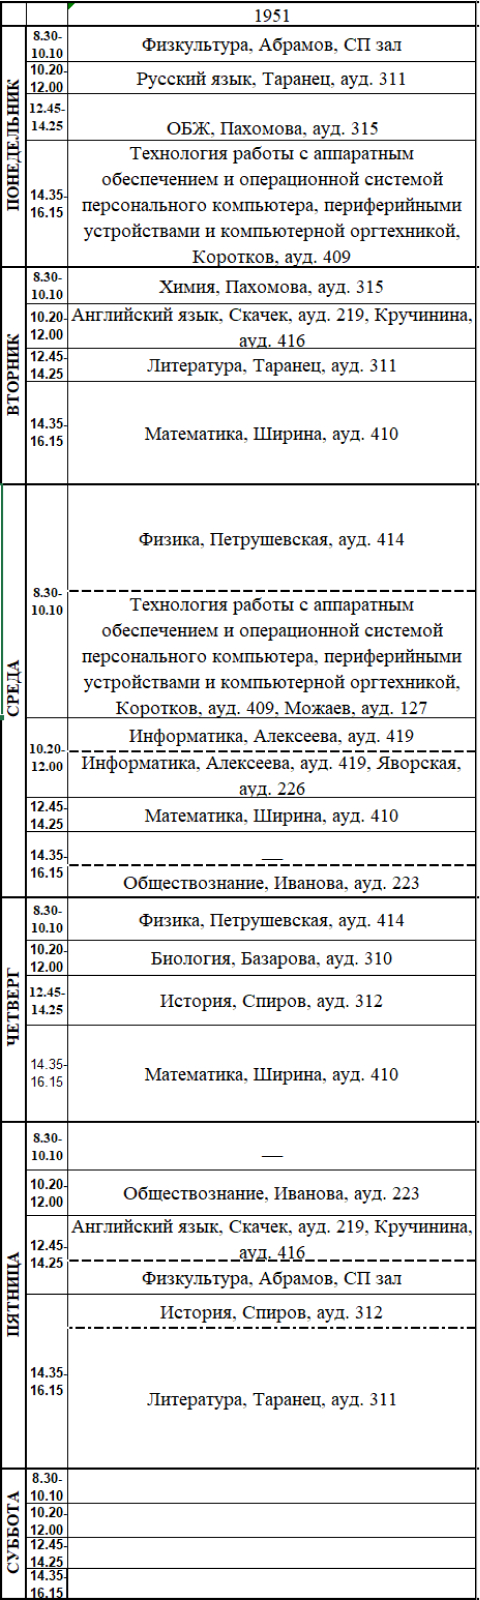 1951
ПОНЕДЕЛЬНИК
8.30-
10.10
Физкультура, Абрамов, СП зал
10.20-
12.00
Русский язык, Таранец, ауд. 311
12.45-
14.25
ОБЖ, Пахомова, ауд. 315
14.35-
16.15
Технология работы с аппаратным
обеспечением и операционной системой
персонального компьютера, периферийными
устройствами и компьютерной оргтехникой,
Коротков, ауд. 409
ВТОРНИК
8.30-
10.10
Химия, Пахомова, ауд. 315
10.20-
12.00
Английский язык, Скачек, ауд. 219, Кручинина,
ауд. 416
12.45-
14.25
Литература, Таранец, ауд. 311
14.35-
16.15
Математика, Ширина, ауд. 410
СРЕДА
8.30-
10.10
Физика, Петрушевская, ауд. 414
Технология работы с аппаратным
обеспечением и операционной системой
персонального компьютера, периферийными
устройствами и компьютерной оргтехникой,
Коротков, ауд. 409, Можаев, ауд. 127
10.20-
12.00
Информатика, Алексеева, ауд. 419
Информатика, Алексеева, ауд. 419, Яворская,
ауд. 226
12.45-
14.25
Математика, Ширина, ауд. 410
14.35-
16.15
—
Обществознание, Иванова, ауд. 223
ЧЕТВЕРГ
8.30-
10.10
Физика, Петрушевская, ауд. 414
10.20-
12.00
Биология, Базарова, ауд. 310
12.45-
14.25
История, Спиров, ауд. 312
14.35-
16.15
Математика, Ширина, ауд. 410
ПЯТНИЦА
8.30-
10.10
—
10.20-
12.00
Обществознание, Иванова, ауд. 223
12.45-
14.25
Английский язык, Скачек, ауд. 219, Кручинина,
ауд. 416
Физкультура, Абрамов, СП зал
14.35-
16.15
История, Спиров, ауд. 312
Литература, Таранец, ауд. 311
СУББОТА
8.30-
10.10
10.20-
12.00
12.45-
14.25
14.35-
16.15